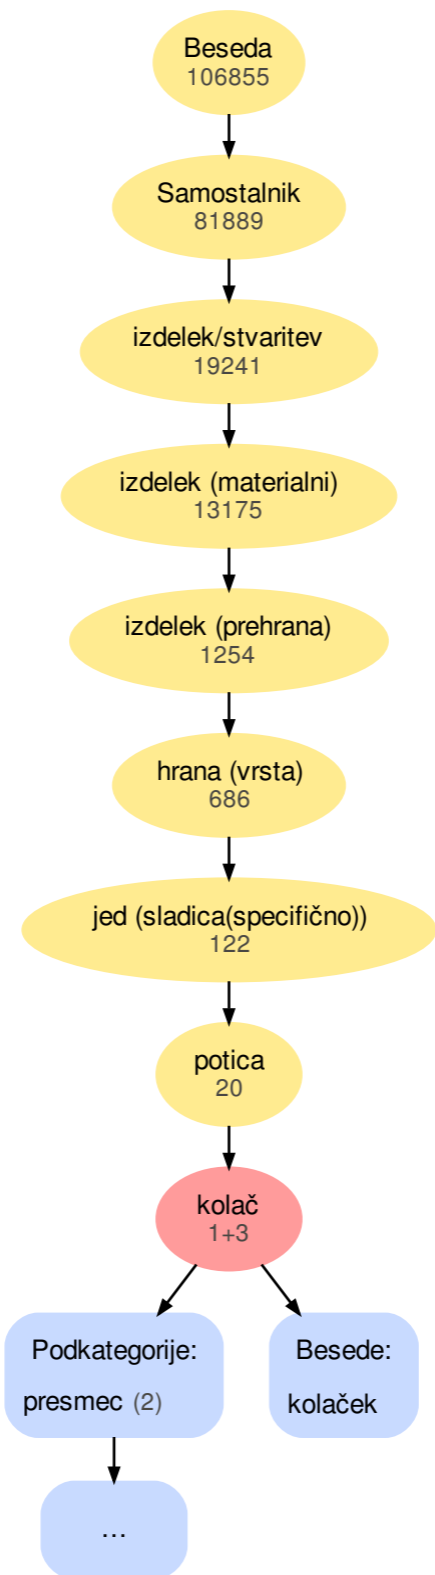 Beseda
106855
Samostalnik
81889
izdelek/stvaritev
19241
izdelek (materialni)
13175
izdelek (prehrana)
1254
hrana (vrsta)
686
jed (sladica(specifično))
122
potica
20
kolač
1+3
Podkategorije:
presmec (2)
Besede:
kolaček
...